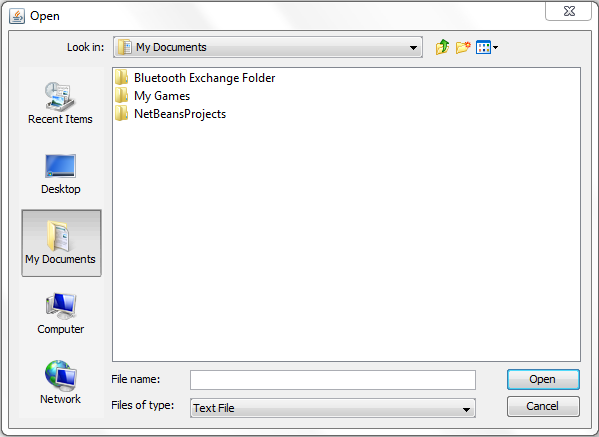 Open
Look in:
My Documents
Bluetooth Exchange Folder
My Games
NetBeansProjects
Recent Items
Desktop
My Documents
Computer
Network
File name:
Open
Files of type:
Text File
Cancel